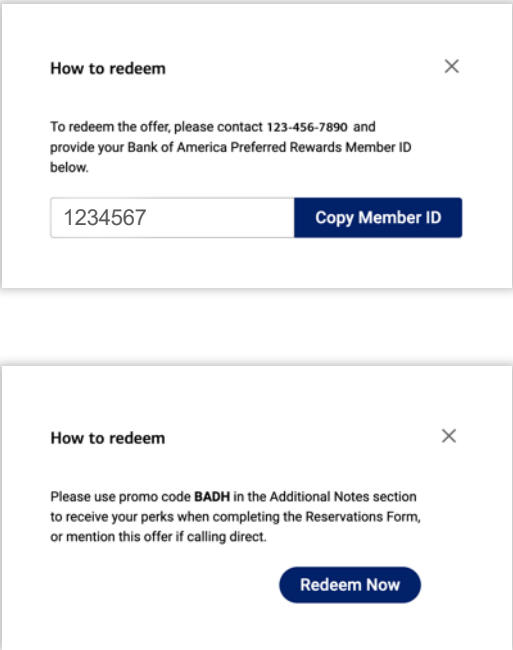 How to redeem
To redeem the offer, please contact 123-456-7890 and
provide your Bank of America Preferred Rewards Member ID
below.
1234567 Copy Member ID
How to redeem
Please use promo code BADH in the Additional Notes section
to receive your perks when completing the Reservations Form,
or mention this offer if calling direct.
Redeem Now